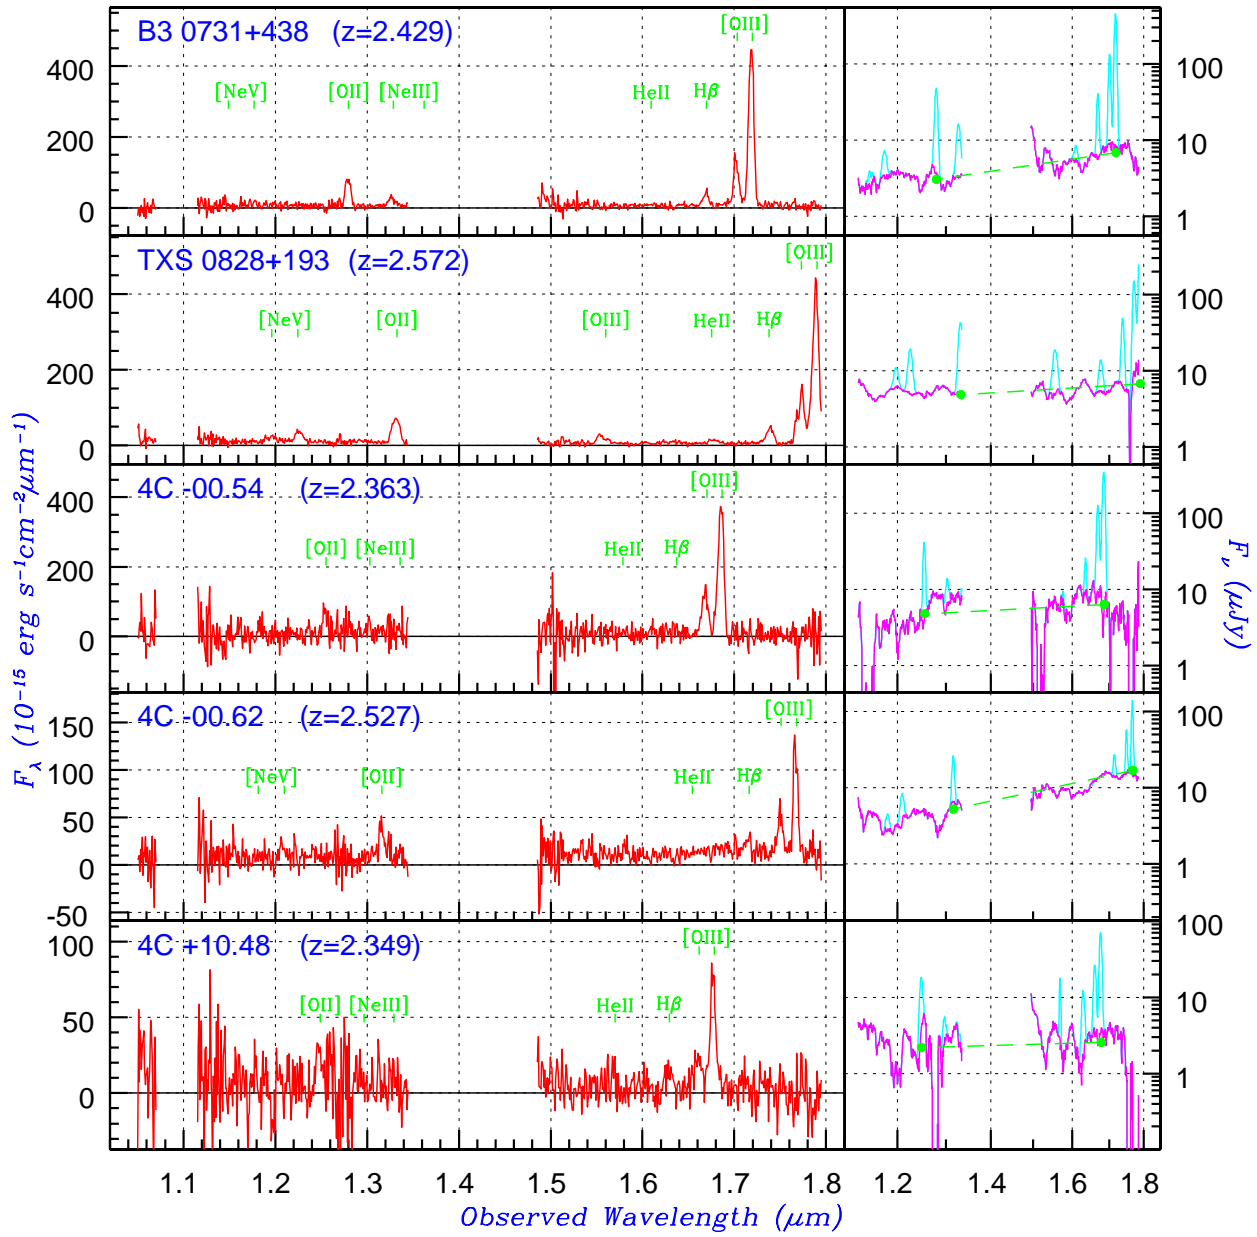 B3 0731+438 (z=2.429)
[OIII]
[NeV] [OII] [NeIII] HeII Hβ
400
200
0
100
10
1
TXS 0828+193 (z=2.572)
[OIII]
[NeV] [OII] [OIII] HeII Hβ
400
200
0
100
10
1
4C -00.54 (z=2.363)
[OIII]
[OII] [NeIII] HeII Hβ
400
200
0
100
10
1
4C -00.62 (z=2.527)
[OIII]
[NeV] [OII] HeII Hβ
150
100
50
0
-50
100
10
1
4C +10.48 (z=2.349)
[OIII]
[OII] [NeIII] HeII Hβ
100
50
0
100
10
1
1.1 1.2 1.3 1.4 1.5 1.6 1.7 1.8 1.2 1.4 1.6 1.8
Observed Wavelength (μm)
F_λ (10⁻¹⁵ erg s⁻¹cm⁻²μm⁻¹)
F_ν (μJy)